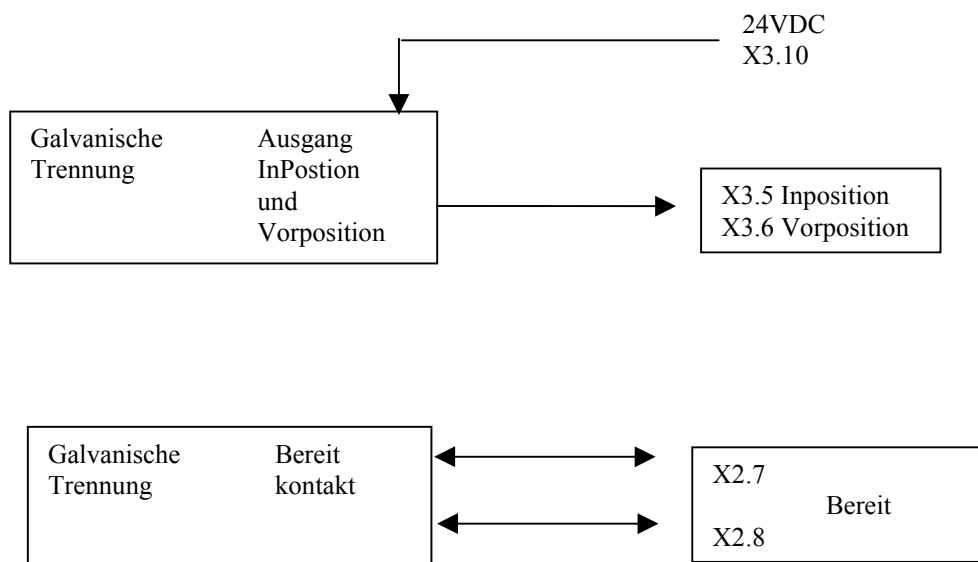 24VDC
X3.10
Galvanische
Trennung
Ausgang
InPostion
und
Vorposition
X3.5 Inposition
X3.6 Vorposition
Galvanische
Trennung
Bereit
kontakt
X2.7
Bereit
X2.8